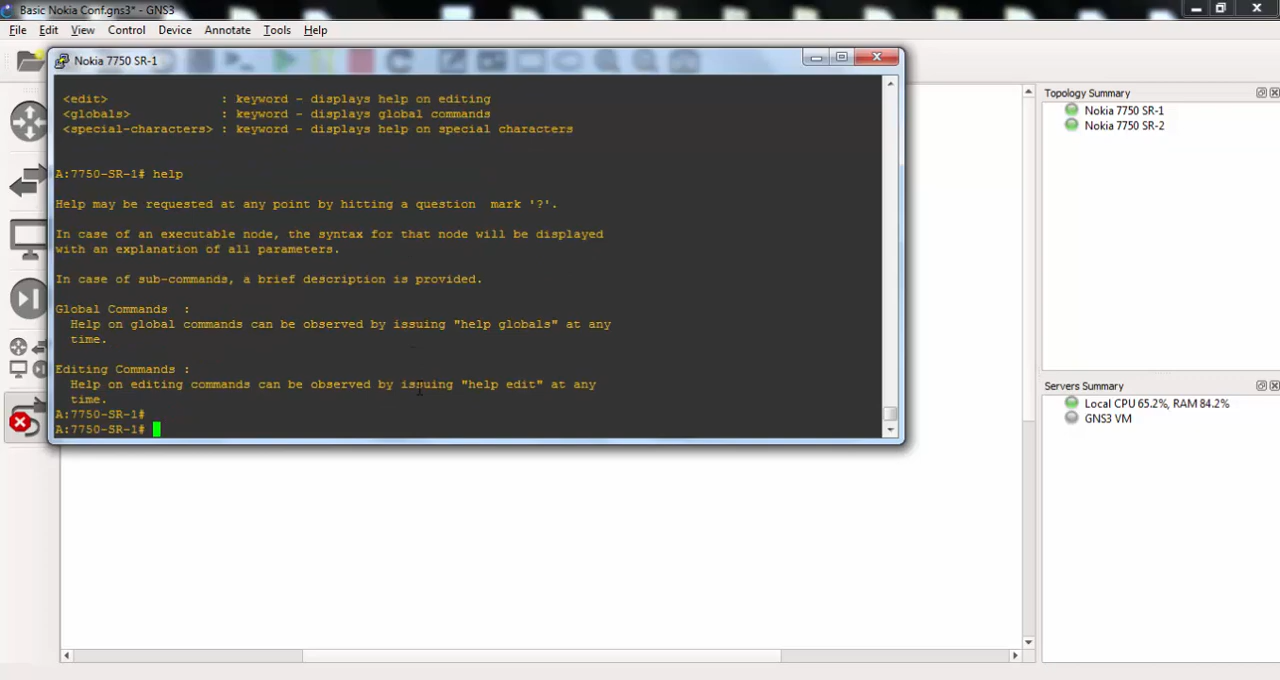 Basic Nokia Conf.gns3* - GNS3
File Edit View Control Device Annotate Tools Help
Nokia 7750 SR-1
<edit> : keyword - displays help on editing
<globals> : keyword - displays global commands
<special-characters> : keyword - displays help on special characters
A:7750-SR-1# help
Help may be requested at any point by hitting a question mark '?'.
In case of an executable node, the syntax for that node will be displayed
with an explanation of all parameters.
In case of sub-commands, a brief description is provided.
Global Commands :
Help on global commands can be observed by issuing "help globals" at any
time.
Editing Commands :
Help on editing commands can be observed by issuing "help edit" at any
time.
A:7750-SR-1#
A:7750-SR-1#
Topology Summary
Nokia 7750 SR-1
Nokia 7750 SR-2
Servers Summary
Local CPU 65.2%, RAM 84.2%
GNS3 VM